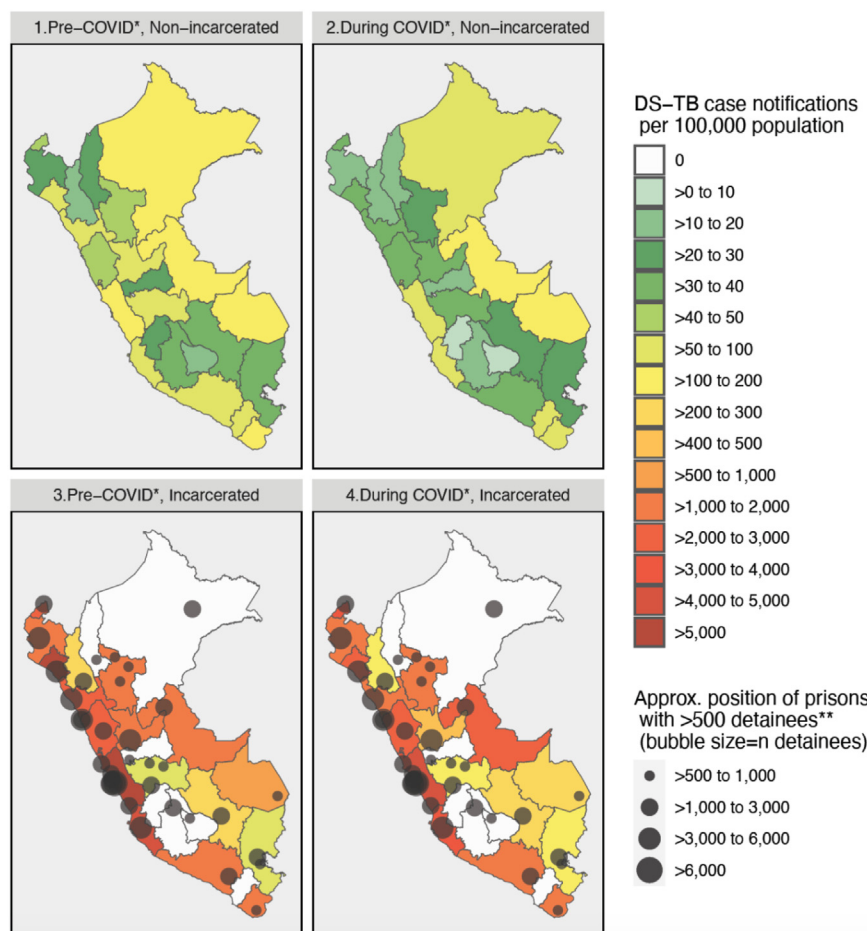 1.Pre−COVID*, Non−incarcerated
2.During COVID*, Non−incarcerated
3.Pre−COVID*, Incarcerated
4.During COVID*, Incarcerated
DS−TB case notifications
per 100,000 population
0
>0 to 10
>10 to 20
>20 to 30
>30 to 40
>40 to 50
>50 to 100
>100 to 200
>200 to 300
>400 to 500
>500 to 1,000
>1,000 to 2,000
>2,000 to 3,000
>3,000 to 4,000
>4,000 to 5,000
>5,000
Approx. position of prisons
with >500 detainees**
(bubble size=n detainees)
>500 to 1,000
>1,000 to 3,000
>3,000 to 6,000
>6,000